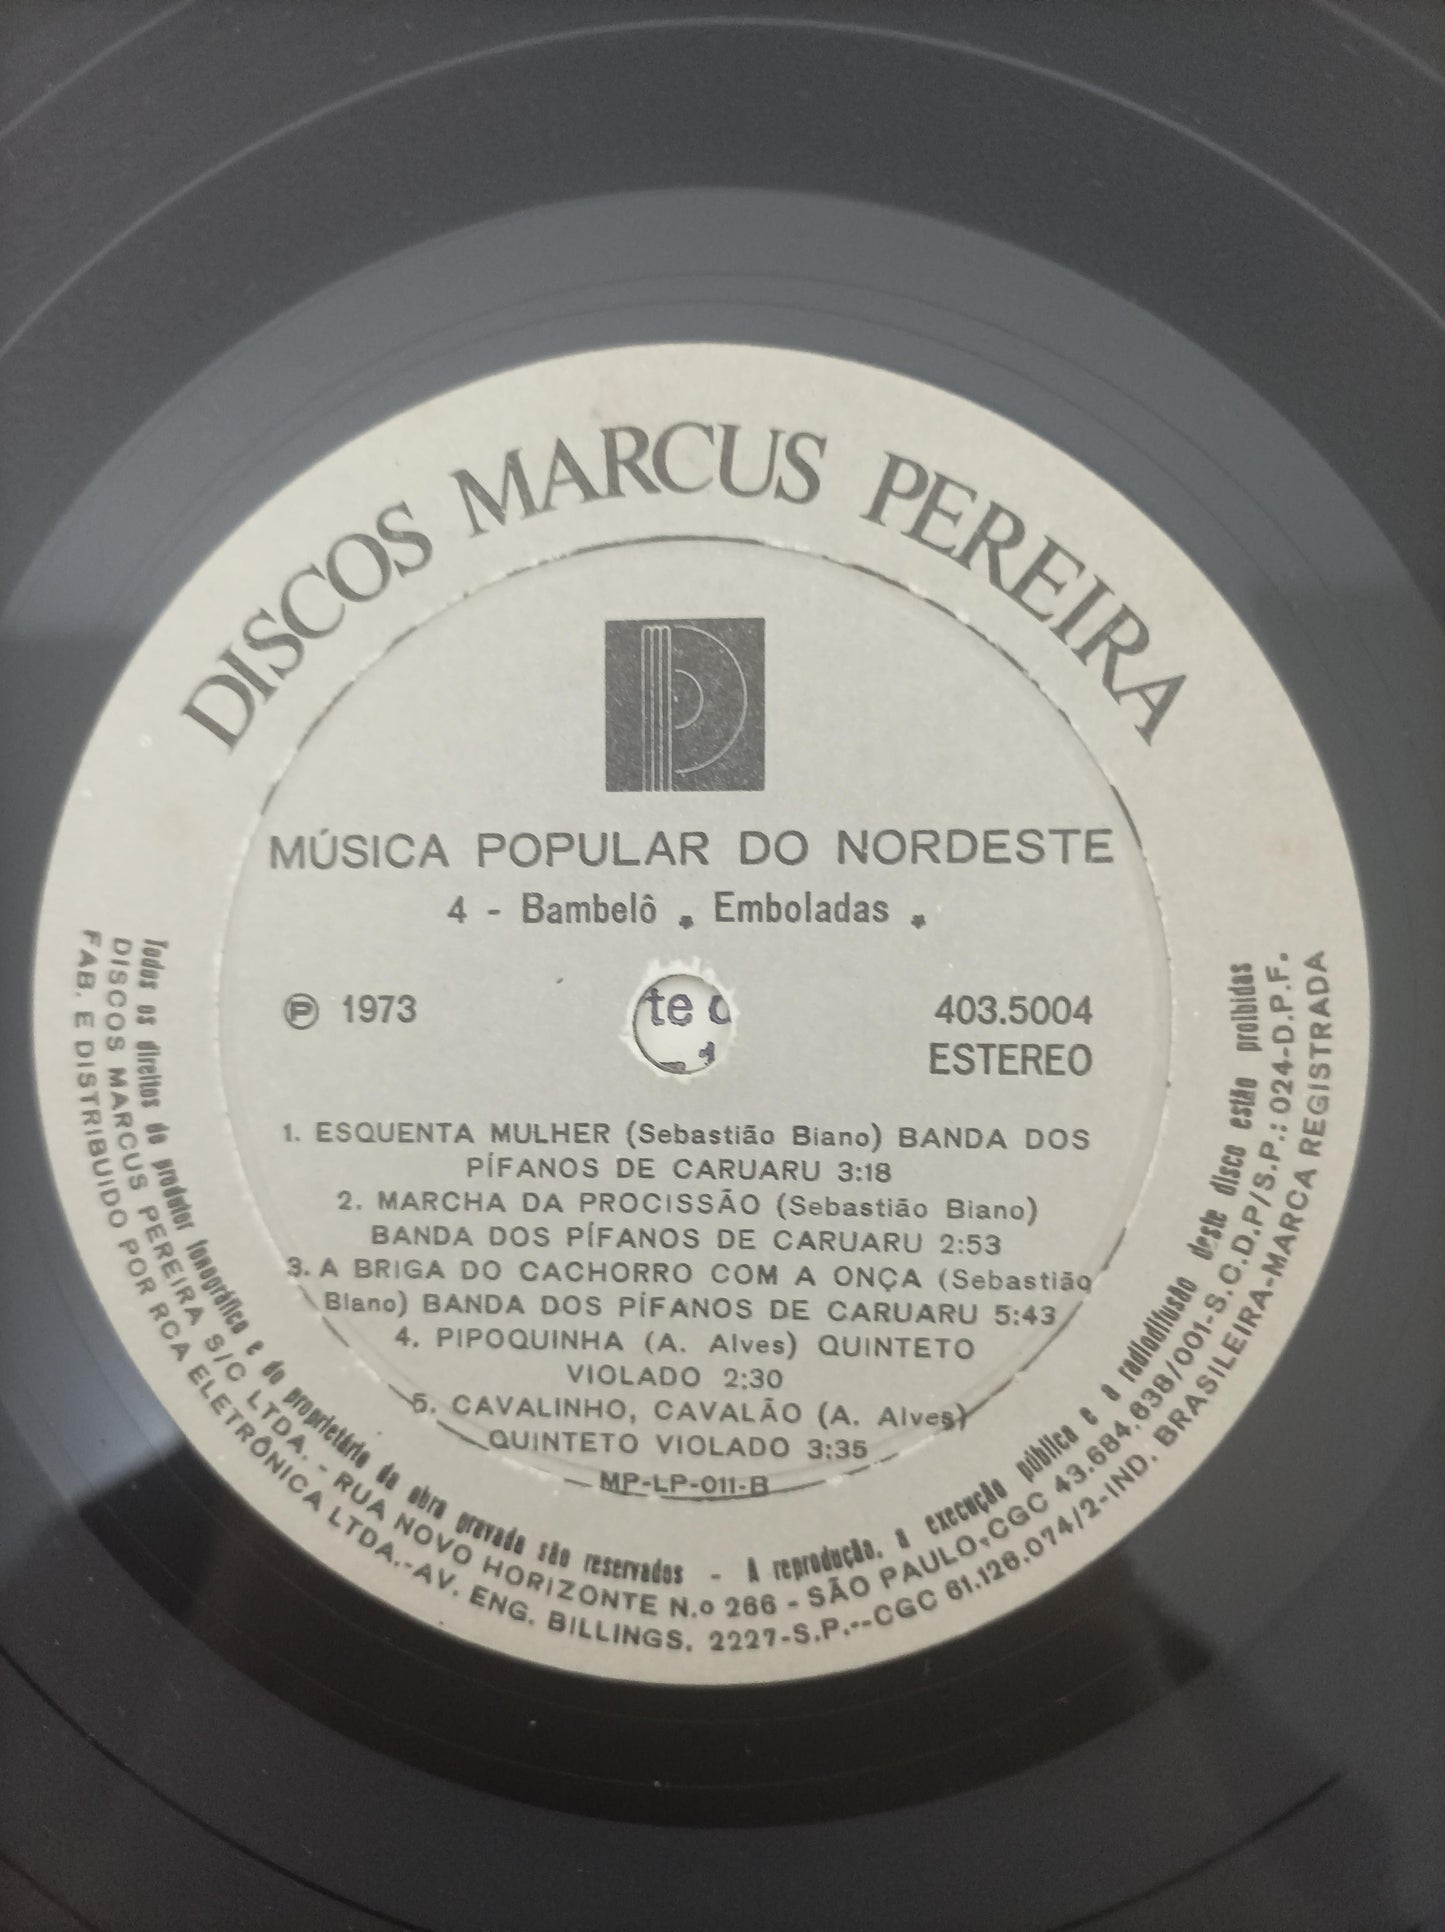 DISCOS MARCUS PEREIRA
MÚSICA POPULAR DO NORDESTE
4 - Bambelô * Emboladas *
Ⓟ 1973
te
403.5004
ESTEREO
1. ESQUENTA MULHER (Sebastião Biano) BANDA DOS
PÍFANOS DE CARUARU 3:18
2. MARCHA DA PROCISSÃO (Sebastião Biano)
BANDA DOS PÍFANOS DE CARUARU 2:53
3. A BRIGA DO CACHORRO COM A ONÇA (Sebastião
Biano) BANDA DOS PÍFANOS DE CARUARU 5:43
4. PIPOQUINHA (A. Alves) QUINTETO
VIOLADO 2:30
5. CAVALINHO, CAVALÃO (A. Alves)
QUINTETO VIOLADO 3:35
MP-LP-011-B
Todos os direitos do produtor fonográfico e do proprietário da obra gravada são reservados - A reprodução, a execução pública e a radiodifusão deste disco estão proibidas
DISCOS MARCUS PEREIRA S/C LTDA. - RUA NOVO HORIZONTE N.o 266 - SÃO PAULO, CGC 43.684.638/001-S.C.D.P/S.P.: 024-D.P.F.
FAB. E DISTRIBUIDO POR RCA ELETRÔNICA LTDA.-AV. ENG. BILLINGS, 2227-S.P.--CGC 61.126.074/2-IND. BRASILEIRA-MARCA REGISTRADA